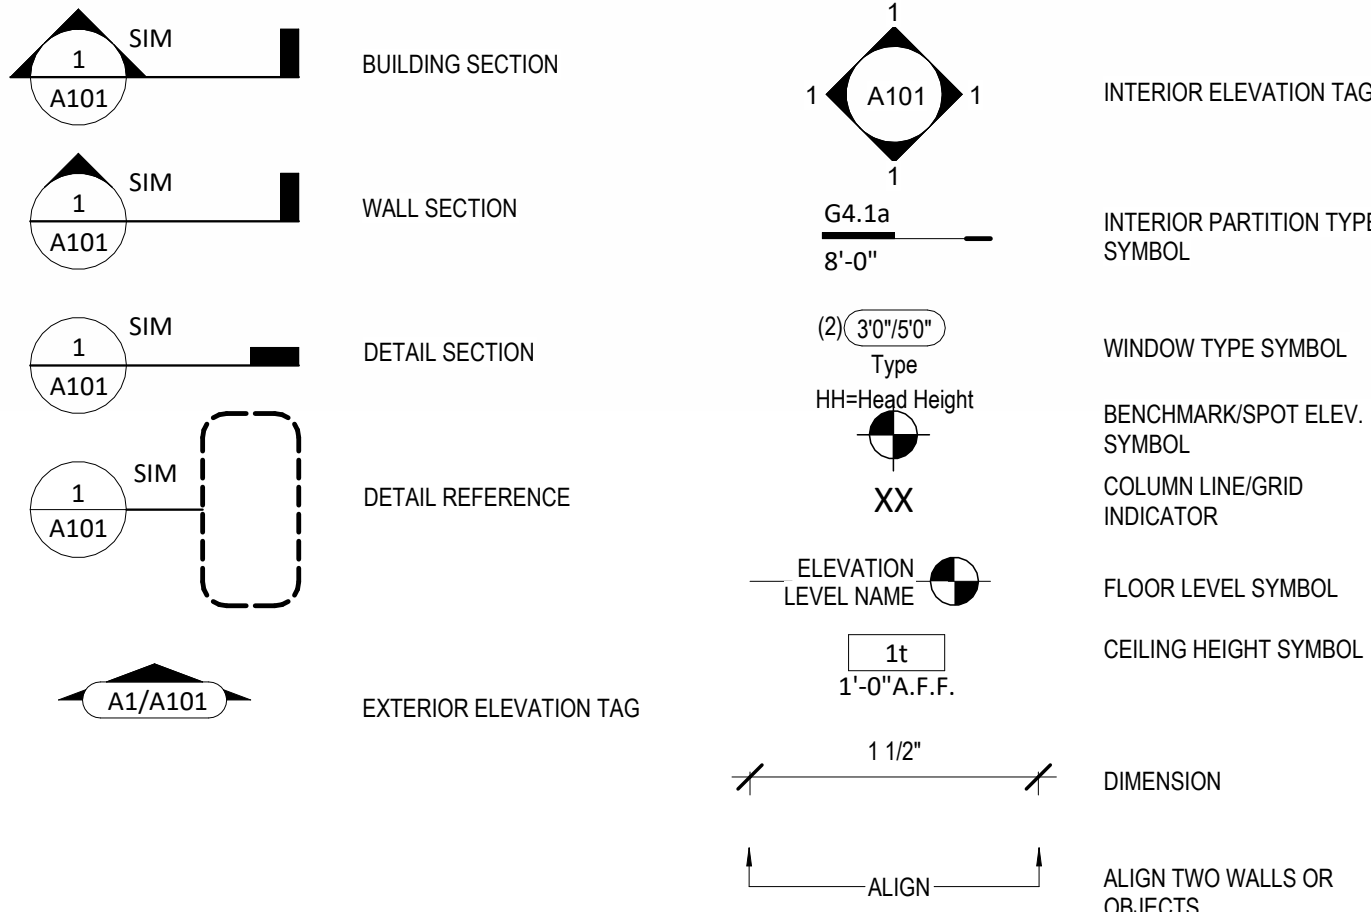 SIM
1
A101
BUILDING SECTION
SIM
1
A101
WALL SECTION
SIM
1
A101
DETAIL SECTION
SIM
1
A101
DETAIL REFERENCE
A1/A101
EXTERIOR ELEVATION TAG
1
1 A101 1
1
INTERIOR ELEVATION TAG
G4.1a
8'-0"
INTERIOR PARTITION TYPE
SYMBOL
(2) 3'0"/5'0"
Type
HH=Head Height
WINDOW TYPE SYMBOL
BENCHMARK/SPOT ELEV.
SYMBOL
XX
COLUMN LINE/GRID
INDICATOR
ELEVATION
LEVEL NAME
FLOOR LEVEL SYMBOL
1t
1'-0"A.F.F.
CEILING HEIGHT SYMBOL
1 1/2"
DIMENSION
ALIGN
ALIGN TWO WALLS OR
OBJECTS